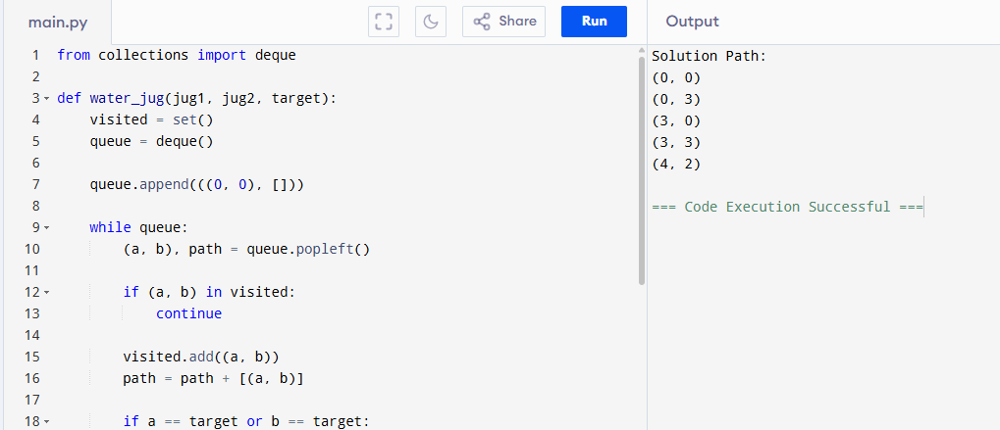 main.py
Share
Run
Output
1 from collections import deque
2
3 def water_jug(jug1, jug2, target):
4     visited = set()
5     queue = deque()
6
7     queue.append(((0, 0), []))
8
9     while queue:
10         (a, b), path = queue.popleft()
11
12         if (a, b) in visited:
13             continue
14
15         visited.add((a, b))
16         path = path + [(a, b)]
17
18         if a == target or b == target:
Solution Path:
(0, 0)
(0, 3)
(3, 0)
(3, 3)
(4, 2)
=== Code Execution Successful ===